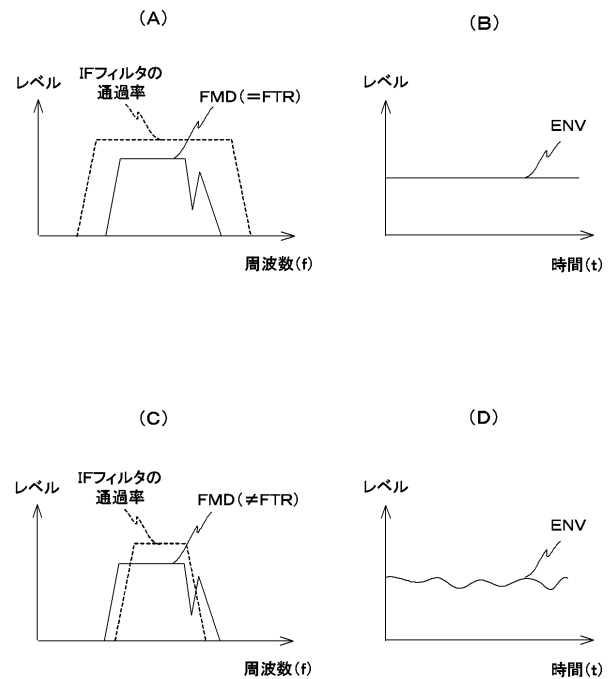 (A)
IFフィルタの
通過率
レベル
FMD(=FTR)
周波数(f)
(B)
レベル
ENV
時間(t)
(C)
IFフィルタの
通過率
レベル
FMD(≠FTR)
周波数(f)
(D)
レベル
ENV
時間(t)